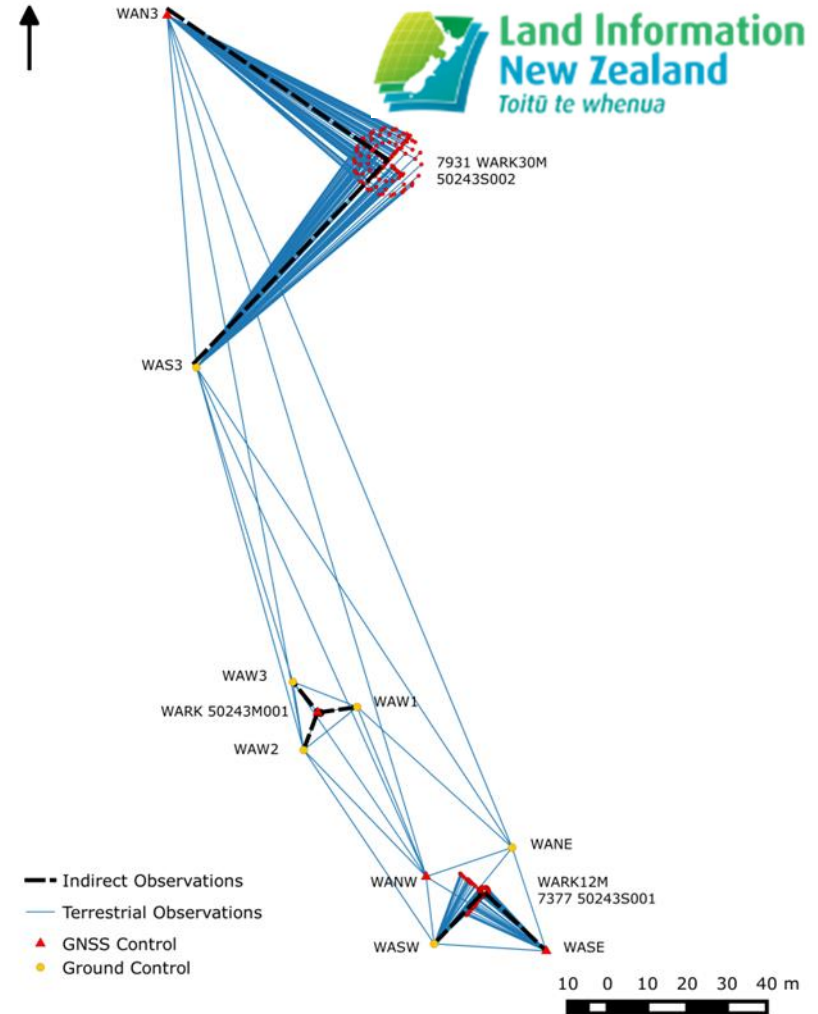 WAN3
Land Information
New Zealand
Toitū te whenua
7931 WARK30M
50243S002
WAS3
WAW3
WAW1
WARK 50243M001
WAW2
WANE
WANW
WARK12M
7377 50243S001
WASW
WASE
Indirect Observations
Terrestrial Observations
GNSS Control
Ground Control
10 0 10 20 30 40 m